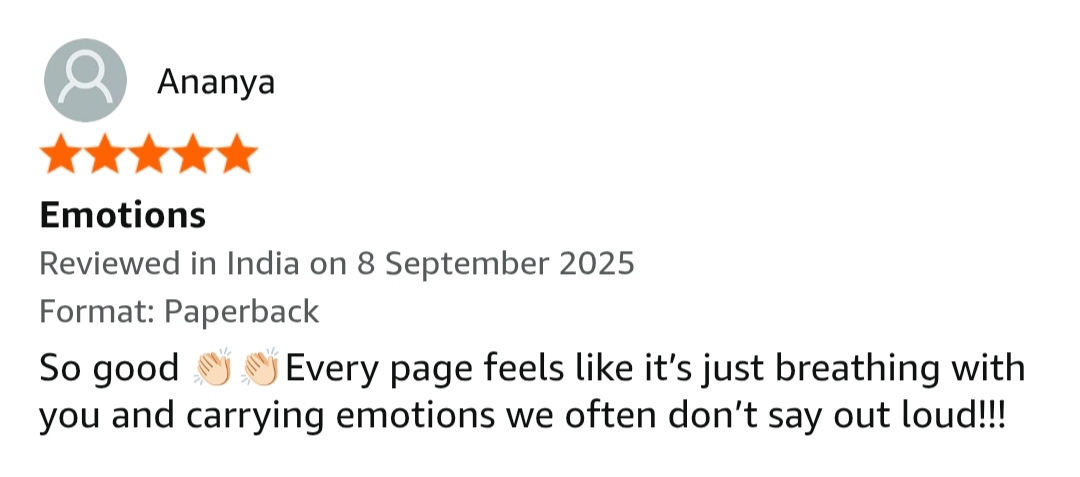 Ananya
Emotions
Reviewed in India on 8 September 2025
Format: Paperback
So good 👏🏻 👏🏻Every page feels like it’s just breathing with
you and carrying emotions we often don’t say out loud!!!